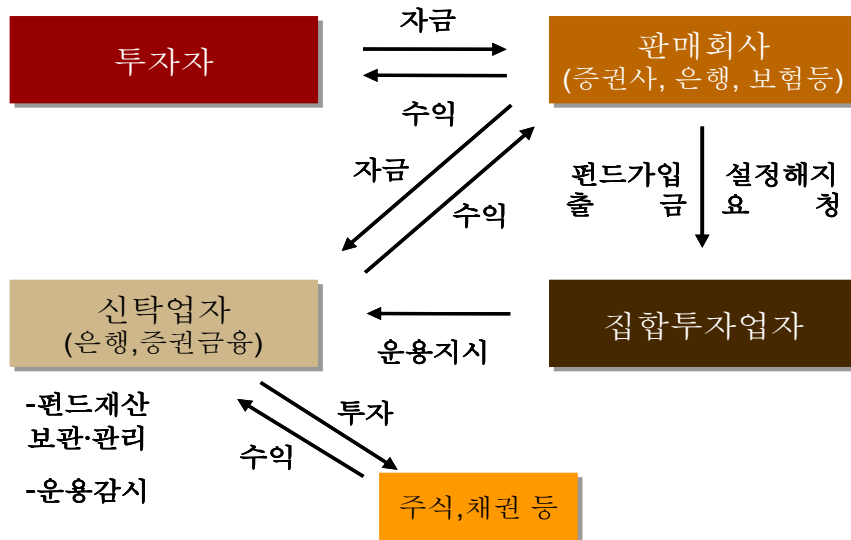 자금
투자자
판매회사
(증권사, 은행, 보험등)
수익
자금
수익
펀드가입
출 금
설정해지
요 청
신탁업자
(은행,증권금융)
집합투자업자
운용지시
-펀드재산
보관·관리
-운용감시
투자
수익
주식,채권 등